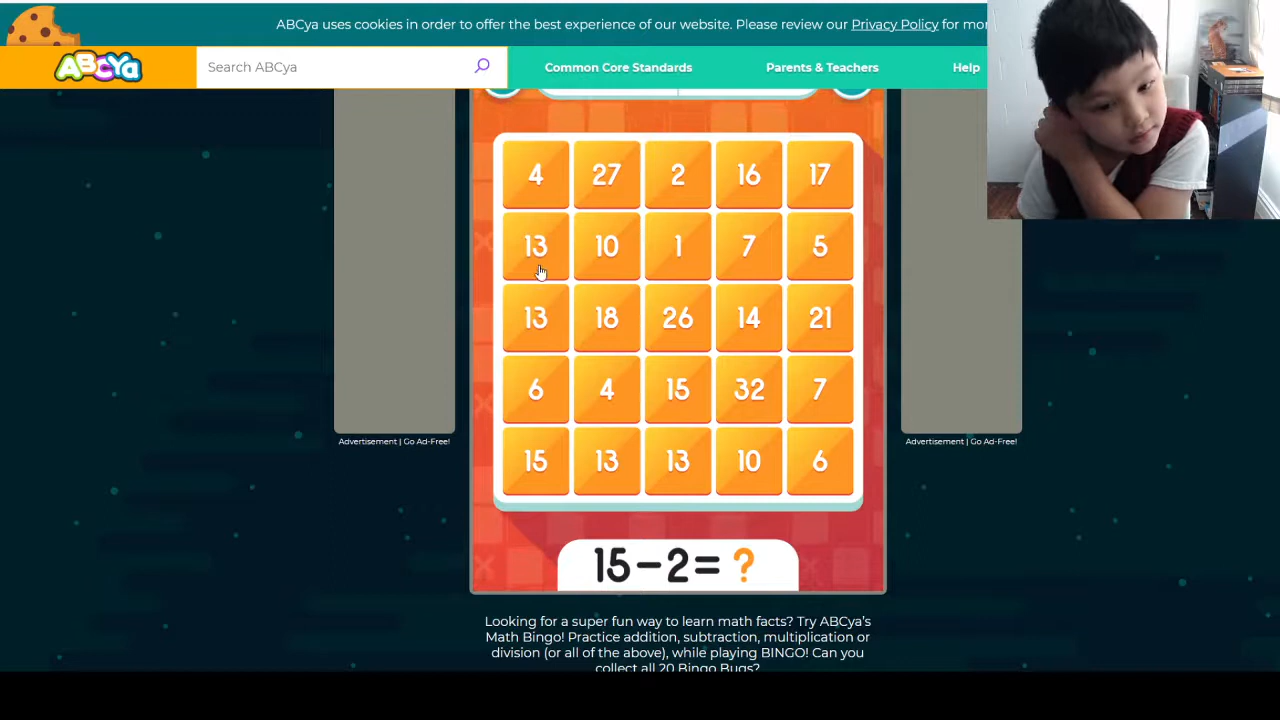 ABCya uses cookies in order to offer the best experience of our website. Please review our Privacy Policy for
ABCYa
Search ABCya
Common Core Standards
Parents & Teachers
Help
4 27 2 16 17
13 10 1 7 5
13 18 26 14 21
6 4 15 32 7
15 13 13 10 6
Advertisement | Go Ad-Free!
Advertisement | Go Ad-Free!
15-2= ?
Looking for a super fun way to learn math facts? Try ABCya's
Math Bingo! Practice addition, subtraction, multiplication or
division (or all of the above), while playing BINGO! Can you
collect all 20 Bingo Bugs?